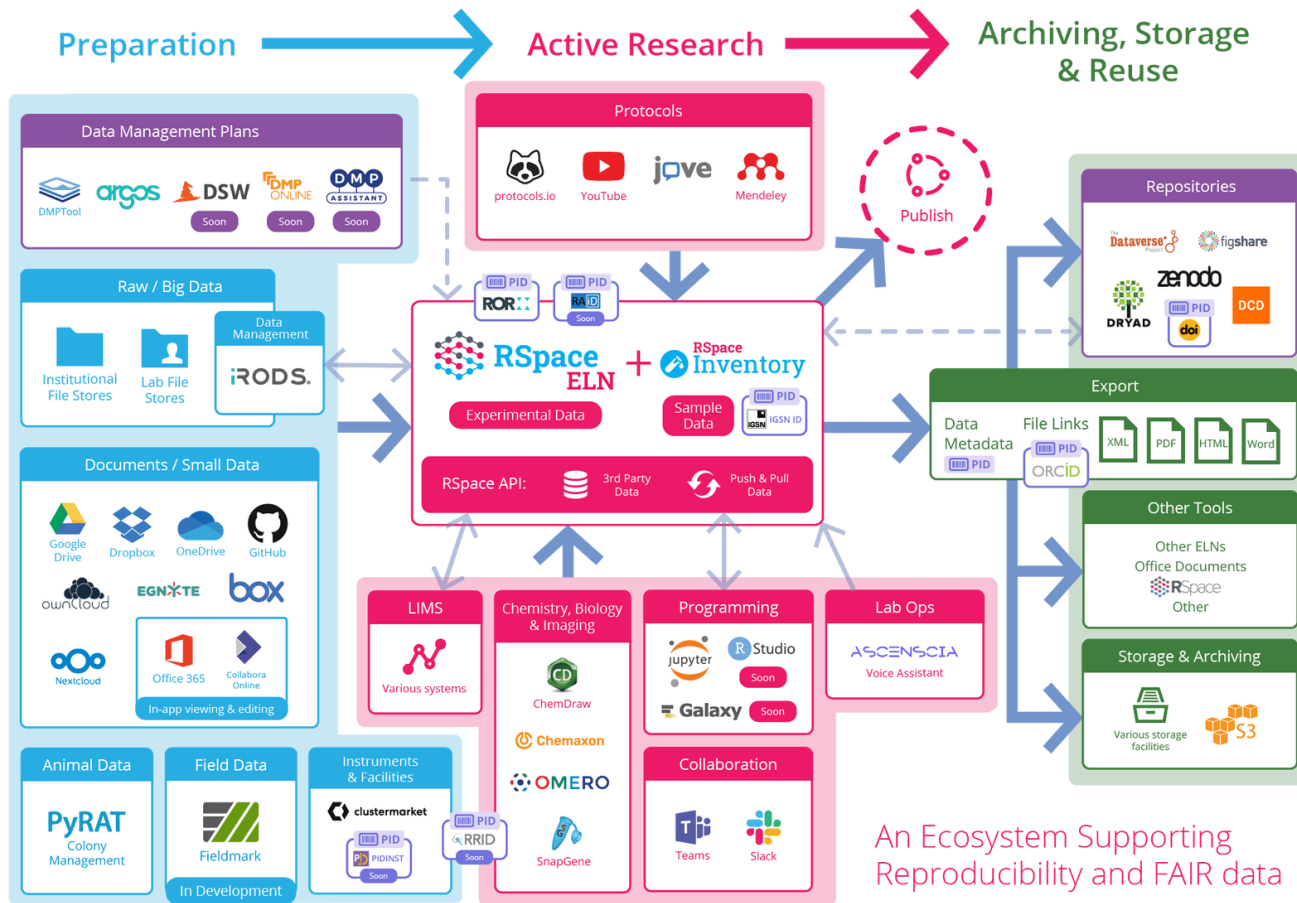 Preparation
Active Research
Archiving, Storage
& Reuse
Data Management Plans
DMPTool
argos
DSW
Soon
DMP
ONLINE
Soon
DMP
ASSISTANT
Soon
Protocols
protocols.io
YouTube
jove
Mendeley
Publish
Repositories
The
Dataverse
Project
figshare
DRYAD
zenodo
PID
doi
DCD
Raw / Big Data
Institutional
File Stores
Lab File
Stores
Data
Management
iRODS
PID
ROR
PID
RAiD
Soon
RSpace
ELN
+
RSpace
Inventory
Experimental Data
Sample
Data
PID
IGSN
IGSN ID
RSpace API:
3rd Party
Data
Push & Pull
Data
Export
Data
Metadata
PID
File Links
PID
ORCiD
XML
PDF
HTML
Word
Documents / Small Data
Google
Drive
Dropbox
OneDrive
GitHub
ownCloud
EGNYTE
box
Nextcloud
Office 365
Collabora
Online
In-app viewing & editing
Other Tools
Other ELNs
Office Documents
RSpace
Other
LIMS
Various systems
Chemistry, Biology
& Imaging
CD
ChemDraw
Chemaxon
OMERO
SnapGene
Programming
jupyter
R Studio
Soon
Galaxy
Soon
Lab Ops
ASCENSCIA
Voice Assistant
Storage & Archiving
Various storage
facilities
S3
Animal Data
PyRAT
Colony
Management
Field Data
Fieldmark
In Development
Instruments
& Facilities
clustermarket
PID
PIDINST
Soon
PID
RRID
Soon
Collaboration
Teams
Slack
An Ecosystem Supporting
Reproducibility and FAIR data